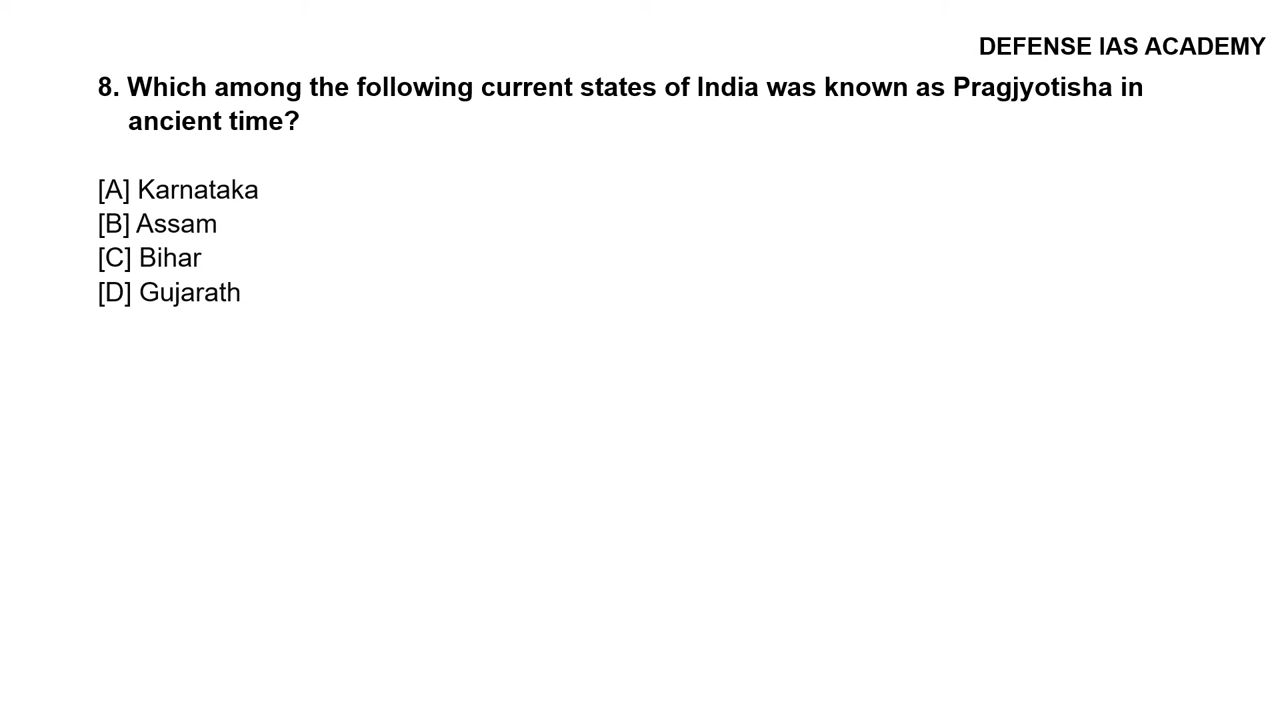 DEFENSE IAS ACADEMY
8. Which among the following current states of India was known as Pragjyotisha in
ancient time?
[A] Karnataka
[B] Assam
[C] Bihar
[D] Gujarath